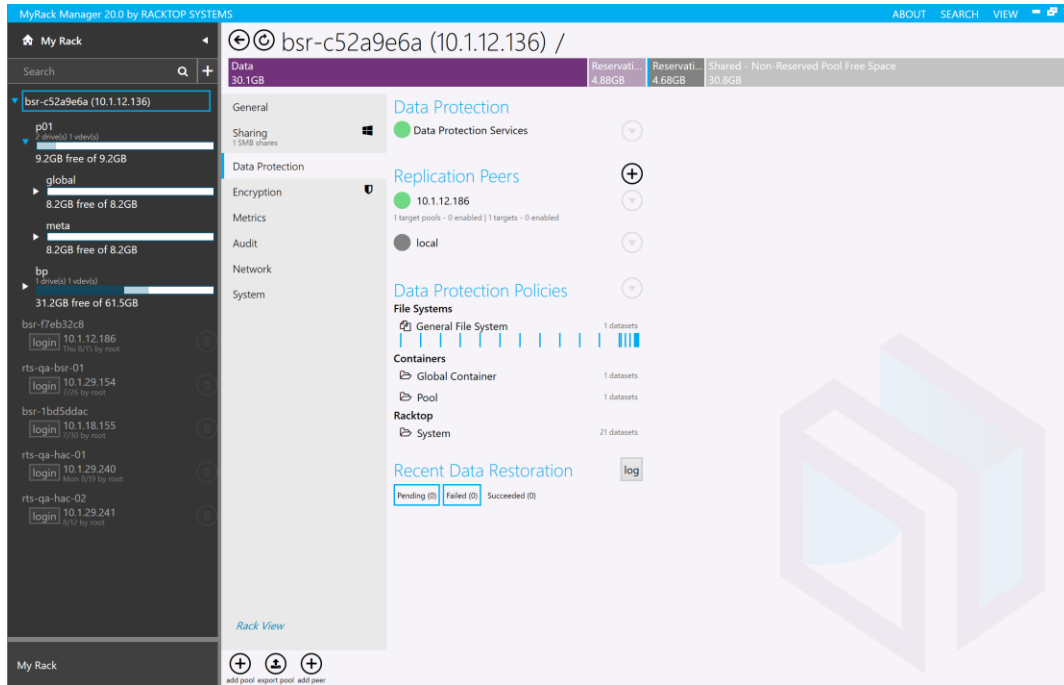 MyRack Manager 20.0 by RACKTOP SYSTEMS
ABOUT SEARCH VIEW
My Rack
Search
bsr-c52a9e6a (10.1.12.136)
p01
2 drive(s) 1 vdev(s)
9.2GB free of 9.2GB
global
8.2GB free of 8.2GB
meta
8.2GB free of 8.2GB
bp
1 drive(s) 1 vdev(s)
31.2GB free of 61.5GB
bsr-f7eb32c8
login 10.1.12.186
Thu 8/15 by root
rts-qa-bsr-01
login 10.1.29.154
7/26 by root
bsr-1bd5ddac
login 10.1.18.155
7/30 by root
rts-qa-hac-01
login 10.1.29.240
Mon 8/19 by root
rts-qa-hac-02
login 10.1.29.241
8/12 by root
My Rack
bsr-c52a9e6a (10.1.12.136) /
Data
30.1GB
Reservati...
4.88GB
Reservati...
4.68GB
Shared - Non-Reserved Pool Free Space
30.8GB
General
Sharing
1 SMB shares
Data Protection
Encryption
Metrics
Audit
Network
System
Rack View
add pool export pool add peer
Data Protection
Data Protection Services
Replication Peers
10.1.12.186
1 target pools - 0 enabled | 1 targets - 0 enabled
local
Data Protection Policies
File Systems
General File System 1 datasets
Containers
Global Container 1 datasets
Pool 1 datasets
Racktop
System 21 datasets
Recent Data Restoration log
Pending (0) Failed (0) Succeeded (0)